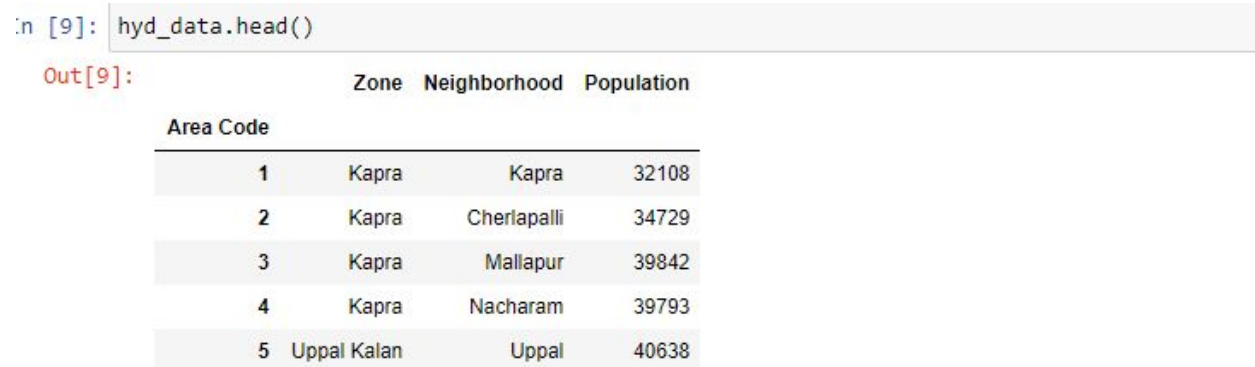 In [9]: hyd_data.head()
Out[9]:
Zone Neighborhood Population
Area Code
1 Kapra Kapra 32108
2 Kapra Cherlapalli 34729
3 Kapra Mallapur 39842
4 Kapra Nacharam 39793
5 Uppal Kalan Uppal 40638